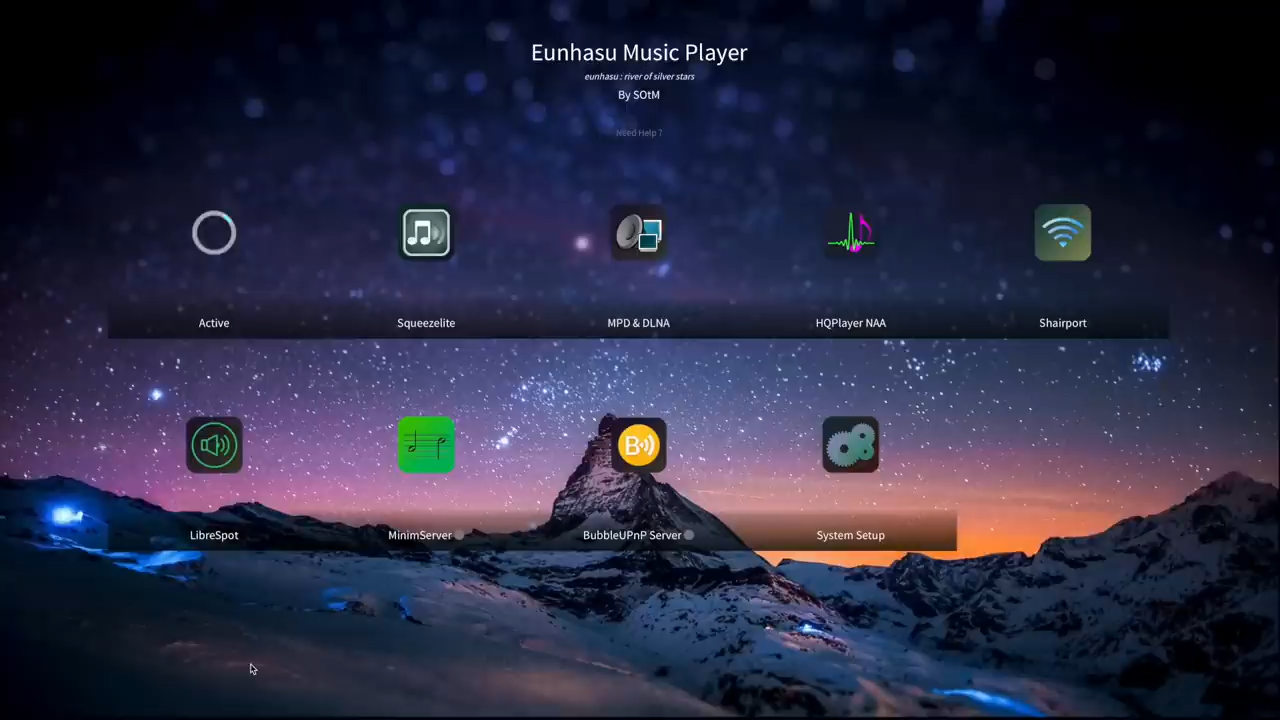 Eunhasu Music Player
eunhasu : river of silver stars
By SOtM
Need Help ?
Active
Squeezelite
MPD & DLNA
HQPlayer NAA
Shairport
B
LibreSpot
MinimServer
BubbleUPnP Server
System Setup